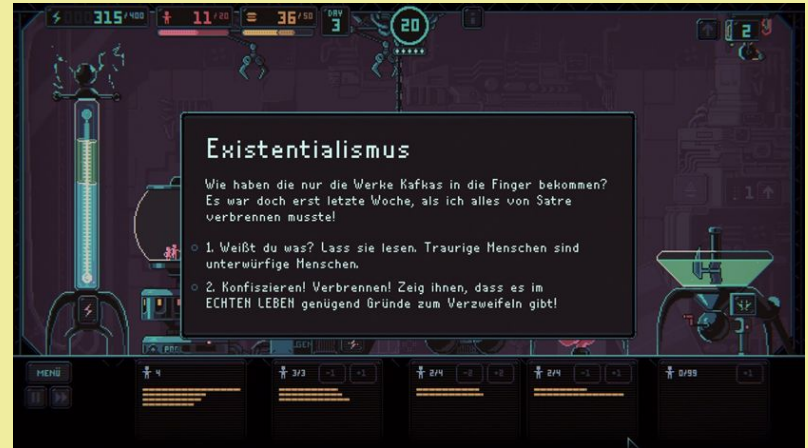 315/400
11/20
36/50
DAY
3
20
2
.1
Existentialismus
Wie haben die nur die Werke Kafkas in die Finger bekommen?
Es war doch erst letzte Woche, als ich alles von Satre
verbrennen musste!
1. Weißt du was? Lass sie lesen. Traurige Menschen sind
unterwürfige Menschen.
2. Konfiszieren! Verbrennen! Zeig ihnen, dass es im
ECHTEN LEBEN genügend Gründe zum Verzweifeln gibt!
MENÜ
4
3/3 -1 +1
2/4 -2 +2
2/4 -1 +1
0/99 +1